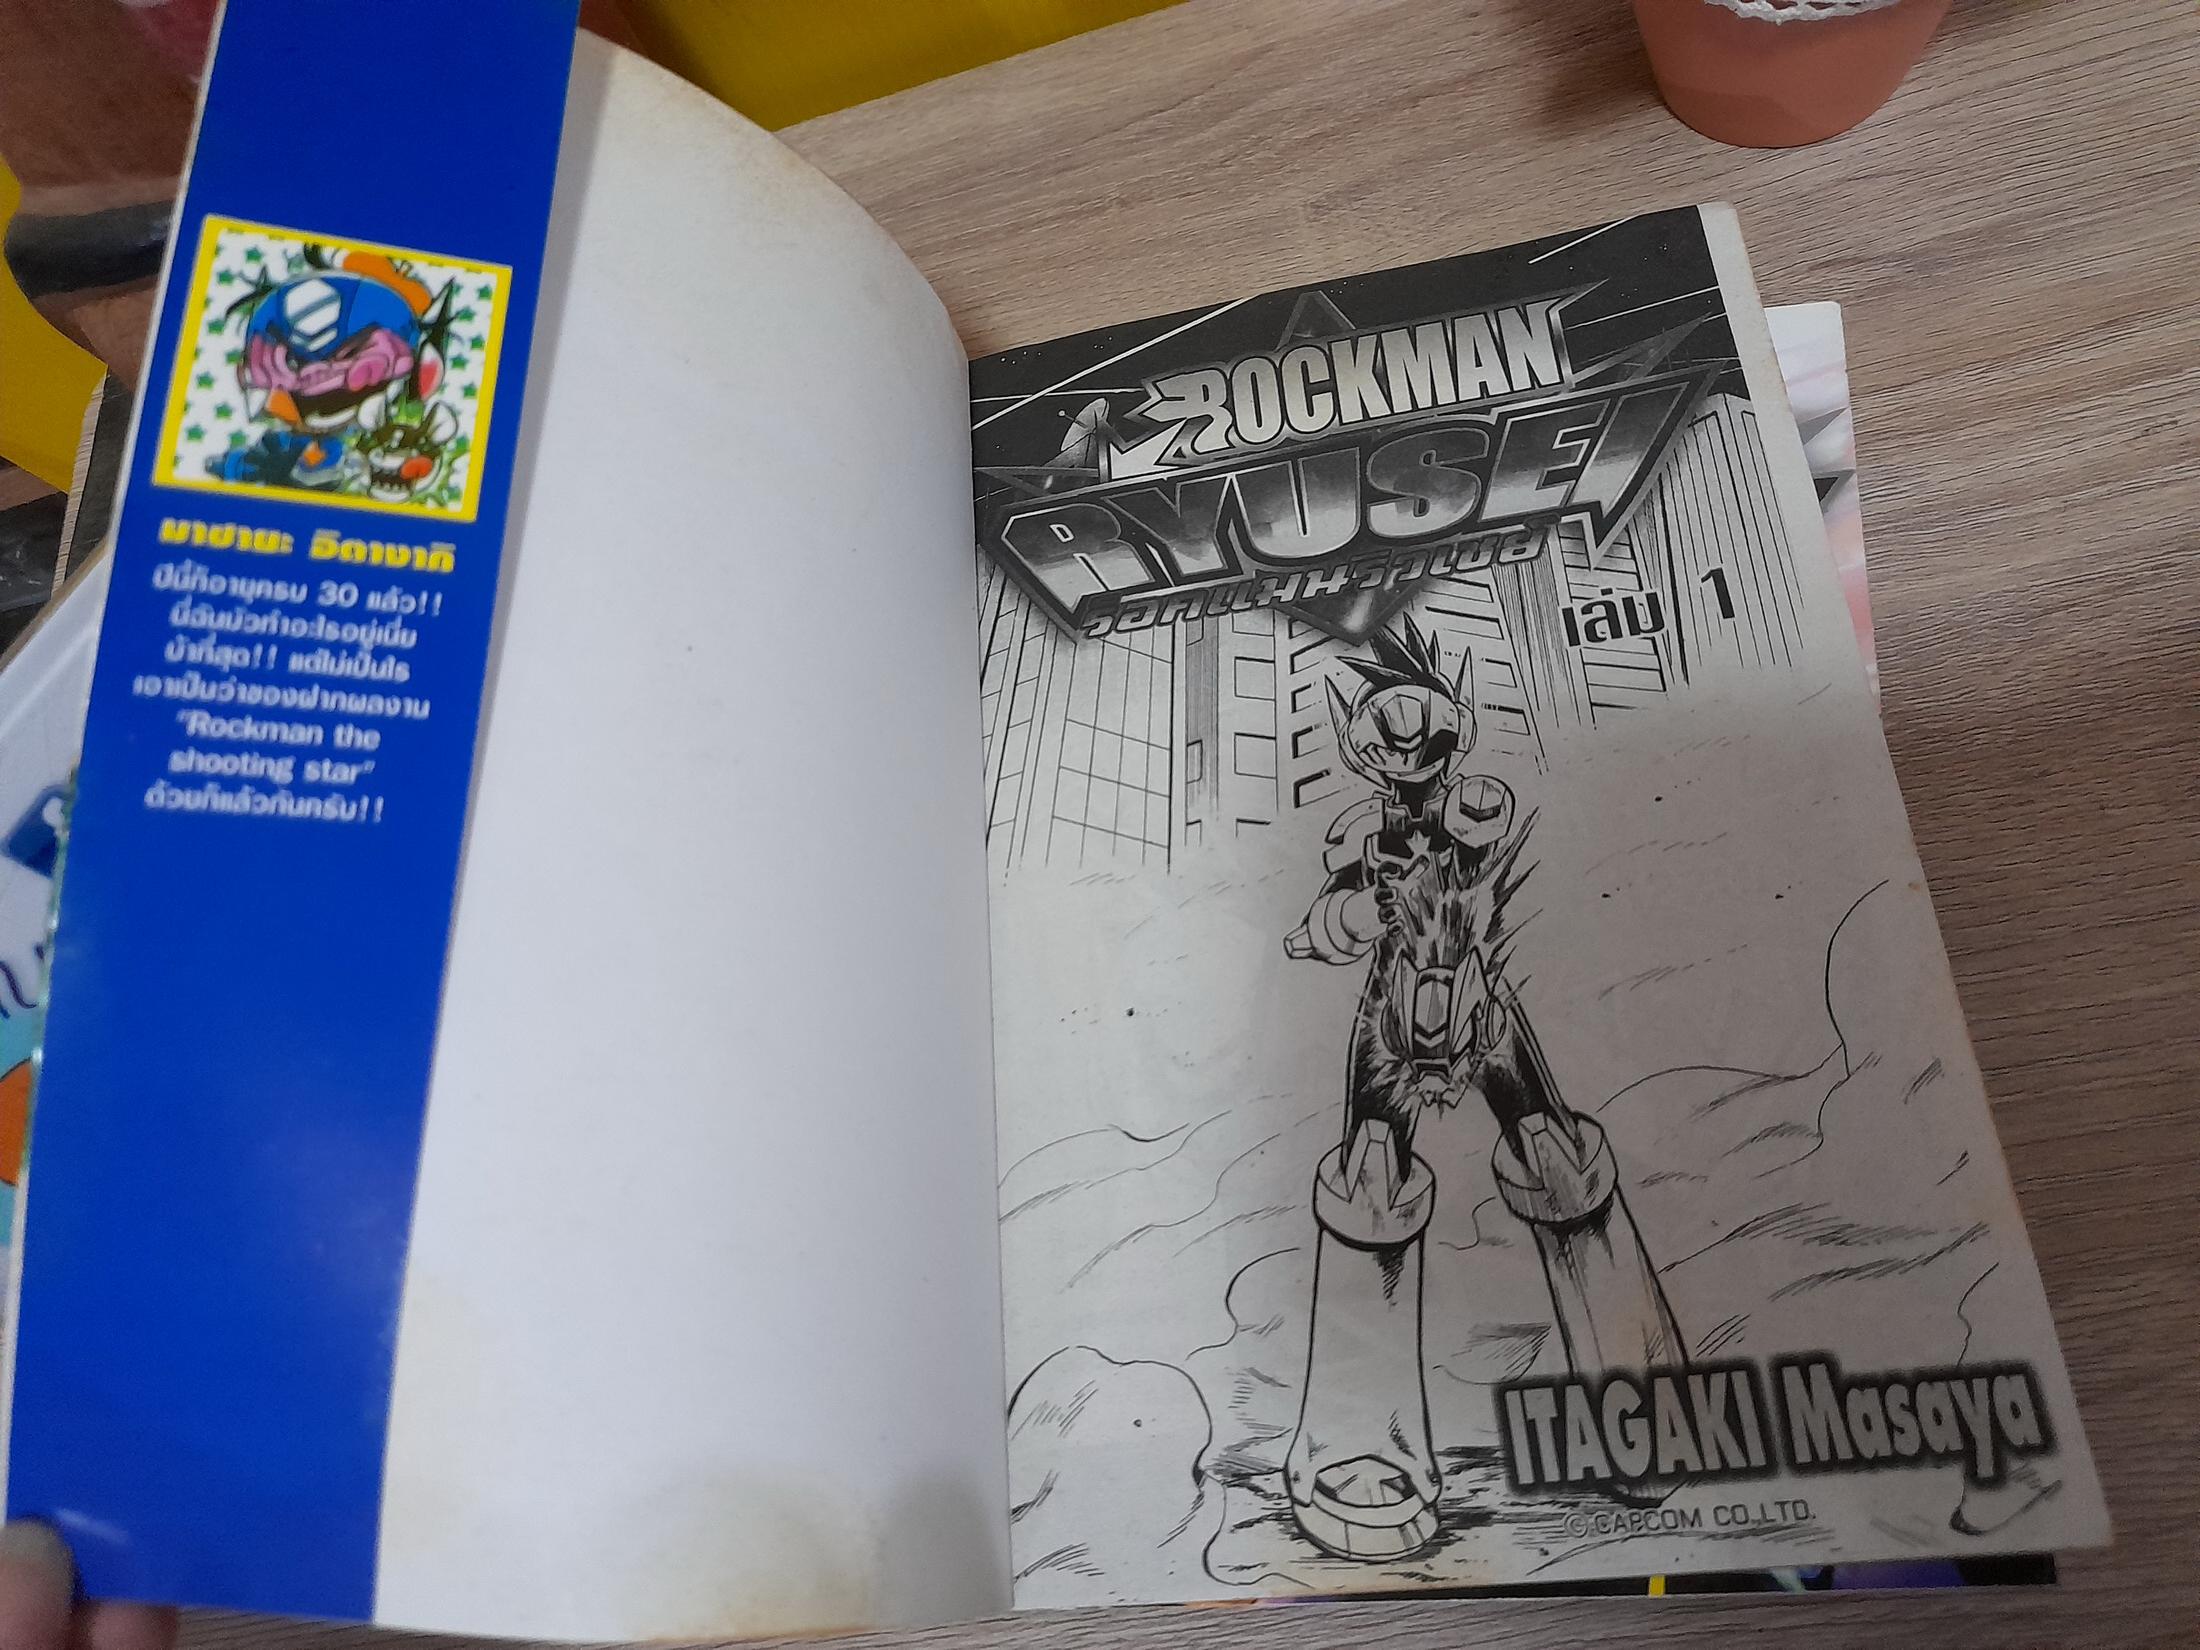 มาซายะ อิตางากิ
ปีนี้ก็อายุครบ 30 แล้ว!!
นี่ฉันมัวทำอะไรอยู่เนี่ย
บ้าที่สุด!! แต่ไม่เป็นไร
เอาเป็นว่าขอฝากผลงาน
"Rockman the
shooting star"
ด้วยก็แล้วกันครับ!!
ROCKMAN
RYUSEI
ร็อคแมนริวเซย์
เล่ม 1
ITAGAKI Masaya
© CAPCOM CO.,LTD.